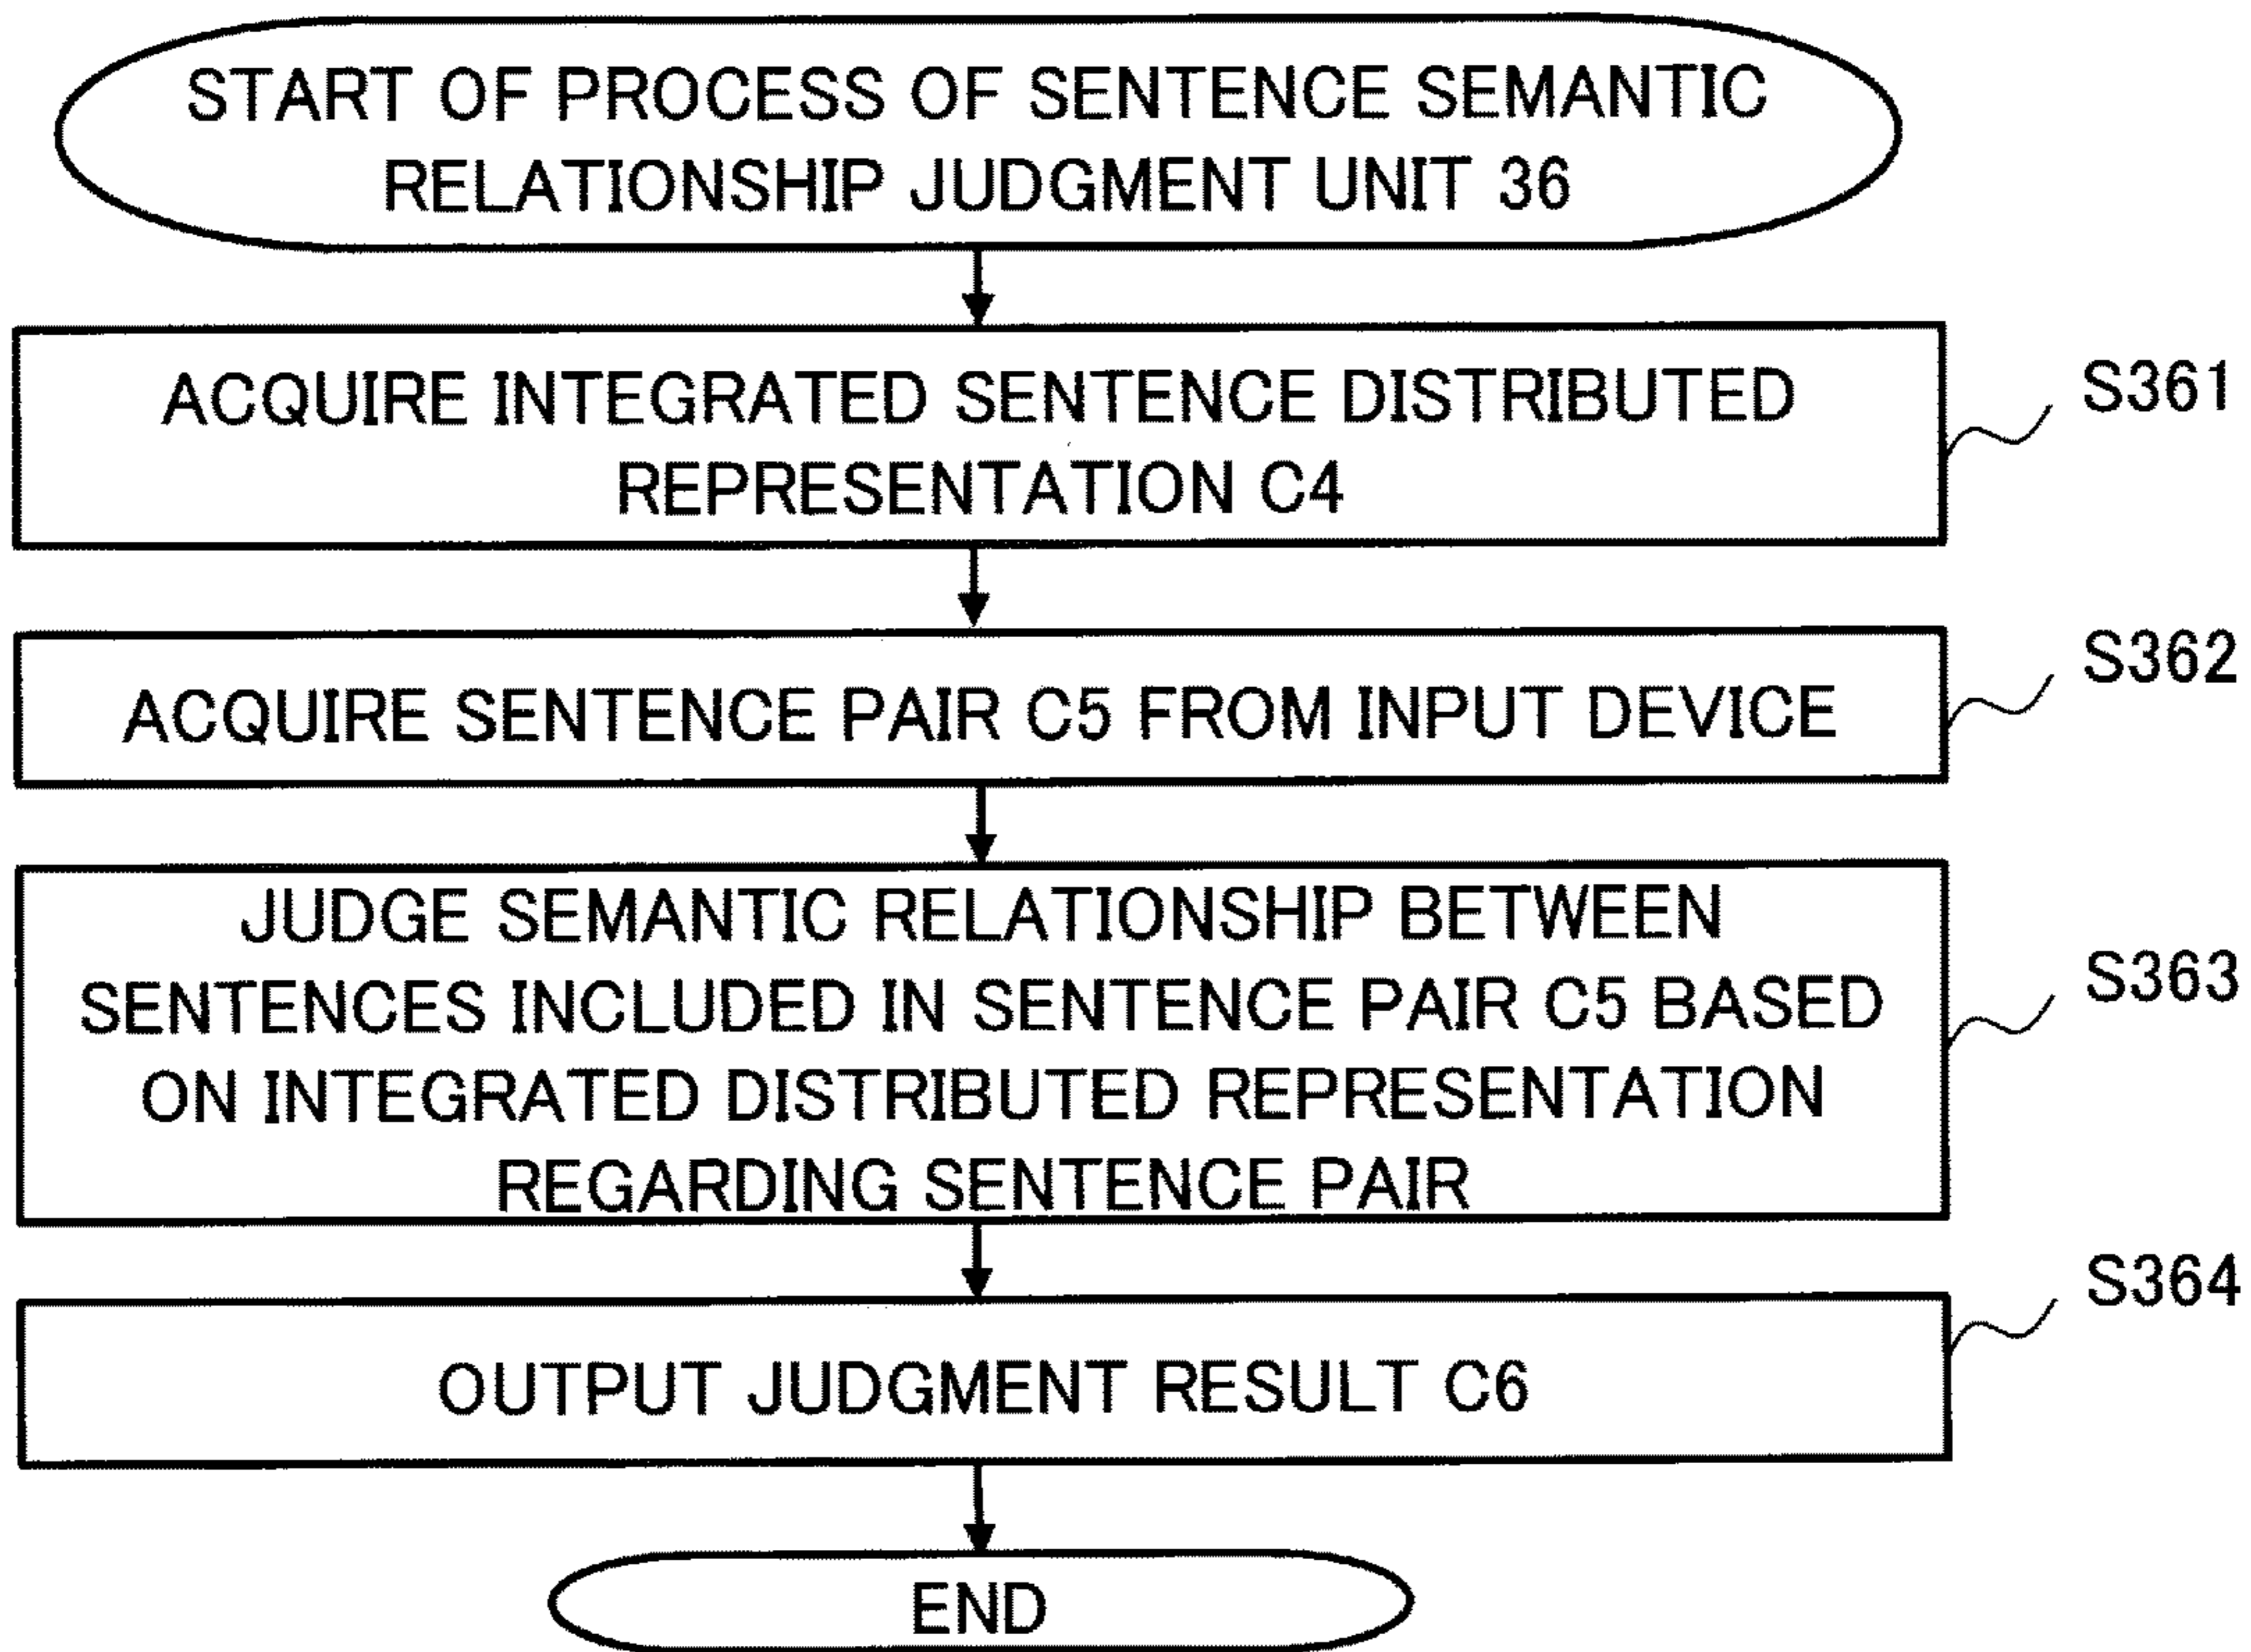 START OF PROCESS OF SENTENCE SEMANTIC
RELATIONSHIP JUDGMENT UNIT 36
ACQUIRE INTEGRATED SENTENCE DISTRIBUTED
REPRESENTATION C4
S361
ACQUIRE SENTENCE PAIR C5 FROM INPUT DEVICE
S362
JUDGE SEMANTIC RELATIONSHIP BETWEEN
SENTENCES INCLUDED IN SENTENCE PAIR C5 BASED
ON INTEGRATED DISTRIBUTED REPRESENTATION
REGARDING SENTENCE PAIR
S363
OUTPUT JUDGMENT RESULT C6
S364
END